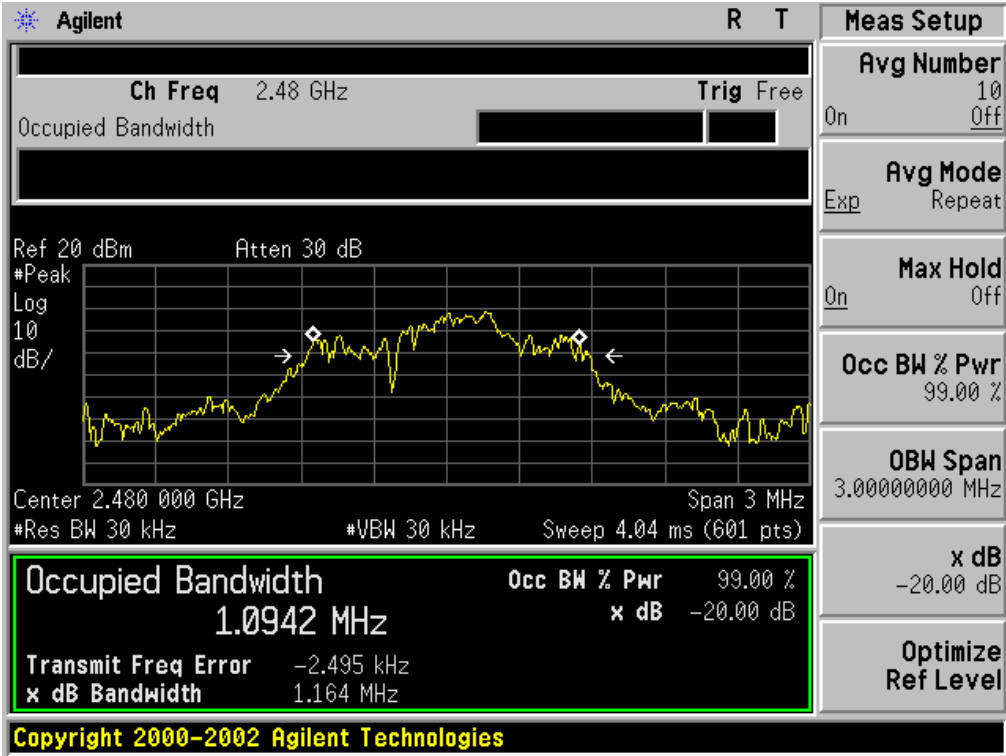 Agilent R T
Ch Freq 2.48 GHz Trig Free
Occupied Bandwidth
Ref 20 dBm Atten 30 dB
#Peak
Log
10
dB/
Center 2.480 000 GHz Span 3 MHz
#Res BW 30 kHz #VBW 30 kHz Sweep 4.04 ms (601 pts)
Occupied Bandwidth
1.0942 MHz
Occ BW % Pwr 99.00 %
x dB -20.00 dB
Transmit Freq Error -2.495 kHz
x dB Bandwidth 1.164 MHz
Copyright 2000-2002 Agilent Technologies
Meas Setup
Avg Number
10
On Off
Avg Mode
Exp Repeat
Max Hold
On Off
Occ BW % Pwr
99.00 %
OBW Span
3.00000000 MHz
x dB
-20.00 dB
Optimize
Ref Level